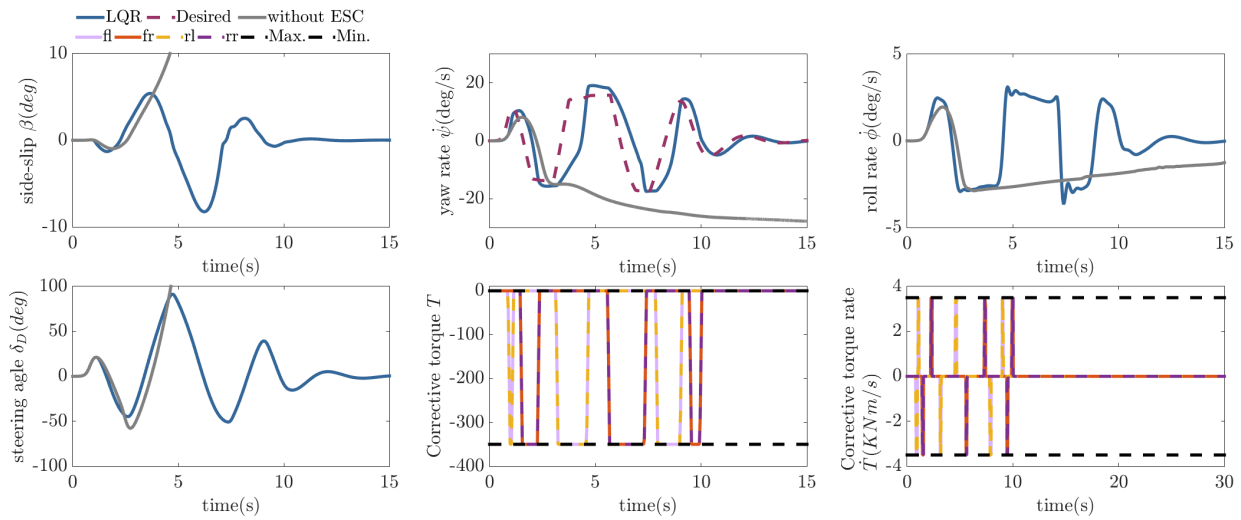 LQR Desired without ESC
fl fr rl rr Max. Min.
side-slip β(deg)
10
0
-10
0 5 10 15
time(s)
yaw rate ψ̇(deg/s)
20
0
-20
0 5 10 15
time(s)
roll rate ϕ̇(deg/s)
5
0
-5
0 5 10 15
time(s)
steering agle δ_D(deg)
100
50
0
-50
-100
0 5 10 15
time(s)
Corrective torque T
0
-100
-200
-300
-400
0 5 10 15
time(s)
Corrective torque rate
Ṫ(KNm/s)
4
2
0
-2
-4
0 10 20 30
time(s)